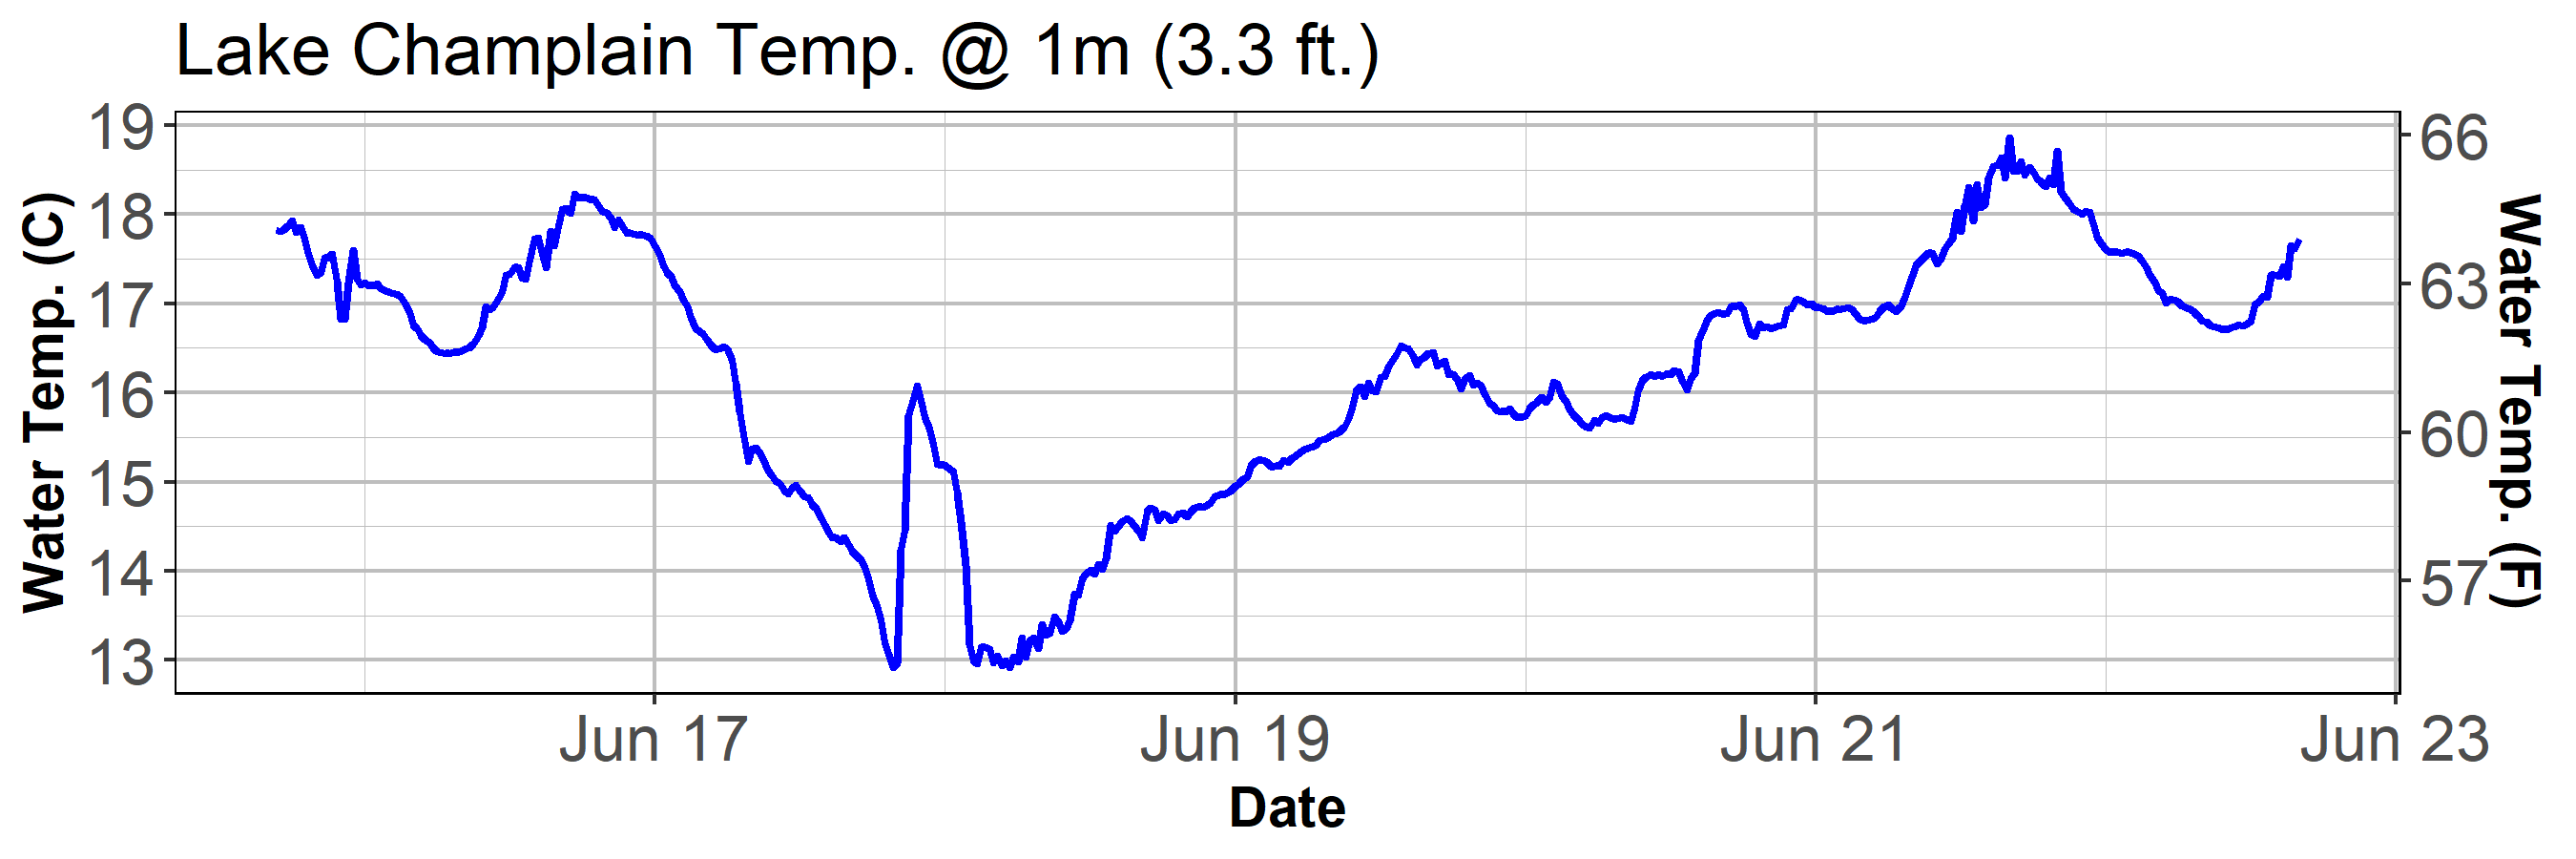 Lake Champlain Temp. @ 1m (3.3 ft.)
Water Temp. (C)
19
18
17
16
15
14
13
66
63
60
57
Water Temp. (F)
Jun 17 Jun 19 Jun 21 Jun 23
Date